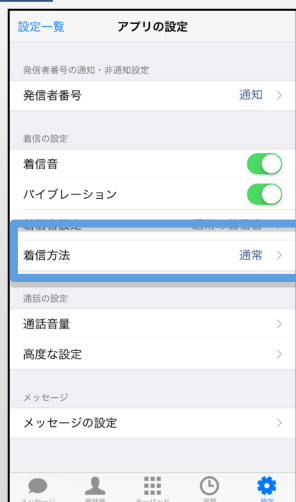 設定一覧 アプリの設定
発信者番号の通知・非通知設定
発信者番号 通知
着信の設定
着信音
バイブレーション
着信方法 通常
通話の設定
通話音量
高度な設定
メッセージ
メッセージの設定